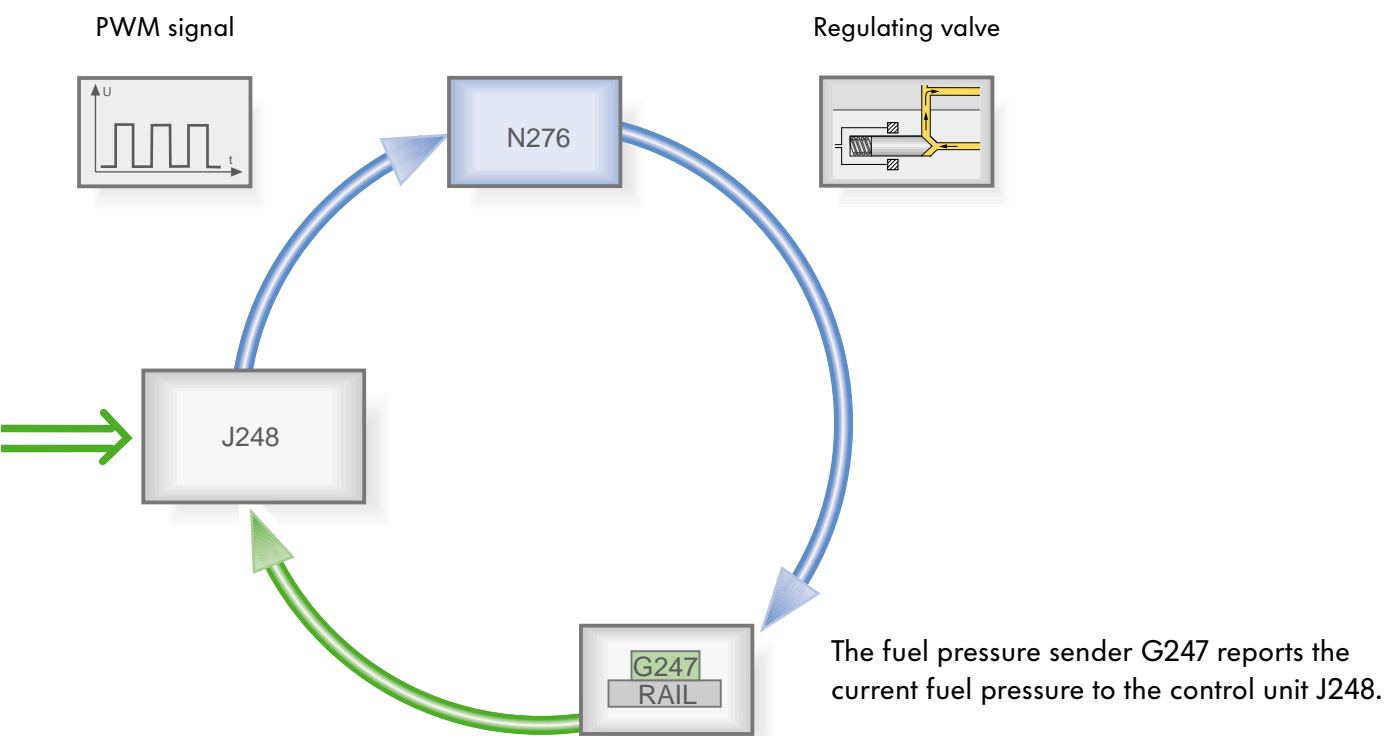 PWM signal
Regulating valve
U
t
N276
J248
G247
RAIL
The fuel pressure sender G247 reports the
current fuel pressure to the control unit J248.